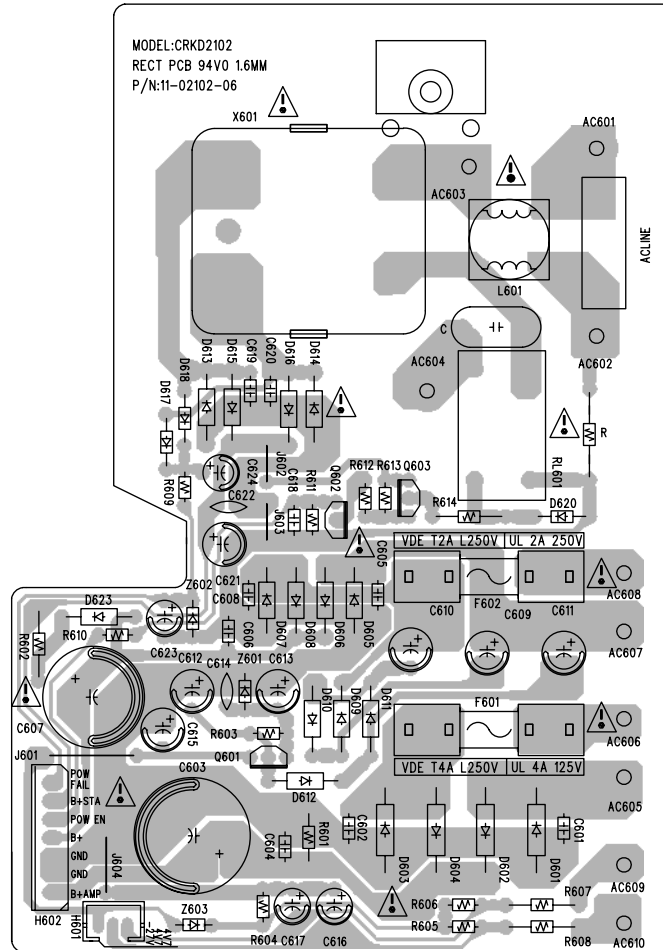 MODEL:CRKD2102
RECT PCB 94V0 1.6MM
P/N:11-02102-06
X601
AC601
AC603
ACLINE
L601
C
AC602
AC604
D613
D615
C619
C620
D616
D614
D618
D617
R
RL601
R609
C624
J602
C622
C618
R611
Q602
R612
R613
Q603
J603
R614
D620
C605
VDE T2A L250V
UL 2A 250V
Z602
C621
C608
C610
F602
C609
C611
AC608
D623
R602
R610
C623
C606
D607
D608
D606
D605
AC607
C612
C614
Z601
C613
D610
D609
D611
F601
C607
C615
R603
AC606
J601
Q601
VDE T4A L250V
UL 4A 125V
C603
D612
AC605
POW
FAIL
B+STA
POW EN
B+
GND
GND
B+AMP
J604
C604
R601
C602
D603
D604
D602
D601
C601
AC609
H602
H601
Z603
R604
C617
C616
R606
R605
R607
R608
AC610